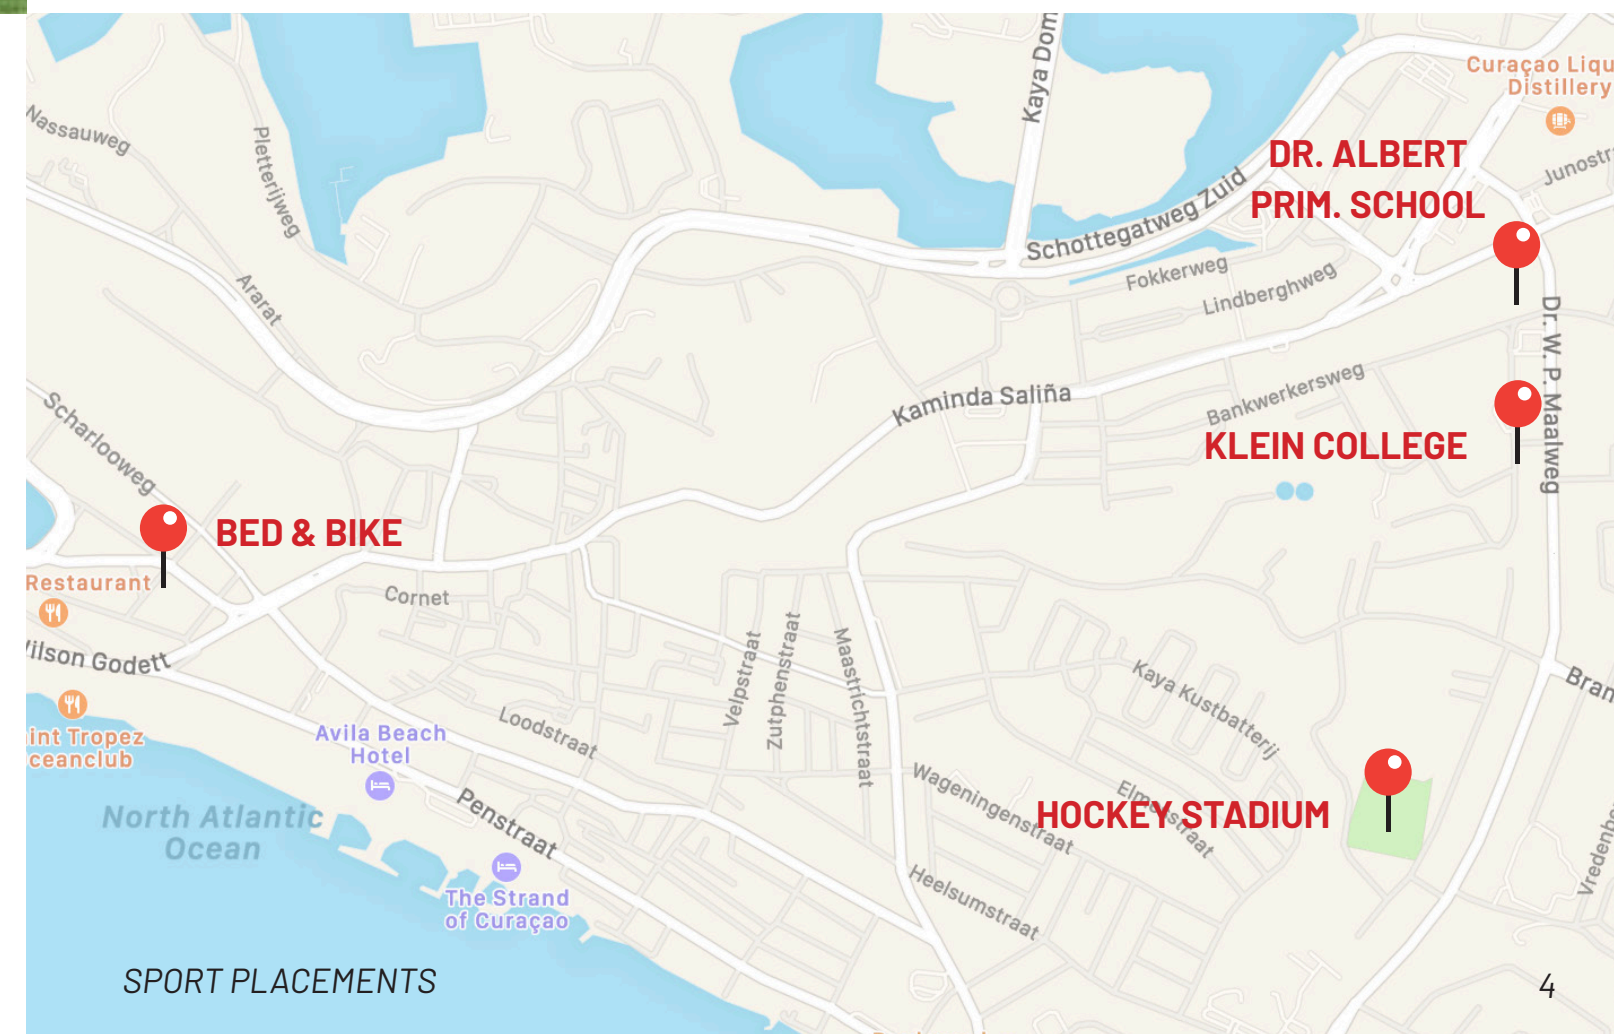 Kaya Dom
Curaçao Liqu
Distillery
Nassauweg
Pletterijweg
DR. ALBERT
PRIM. SCHOOL
Junostr
Schottegatweg Zuid
Fokkerweg
Lindberghweg
Ararat
Dr. W. P. Maalweg
Kaminda Saliña
Bankwerkersweg
Scharlooweg
KLEIN COLLEGE
BED & BIKE
Restaurant
Cornet
Wilson Godett
Velpstraat
Zutphenstraat
Maastrichtstraat
Kaya Kustbatterij
Bran
int Tropez
ceanclub
Avila Beach
Hotel
Loodstraat
Wageningenstraat
HOCKEY STADIUM
Penstraat
North Atlantic
Ocean
Heelsumstraat
Vredenb
The Strand
of Curaçao
SPORT PLACEMENTS
4